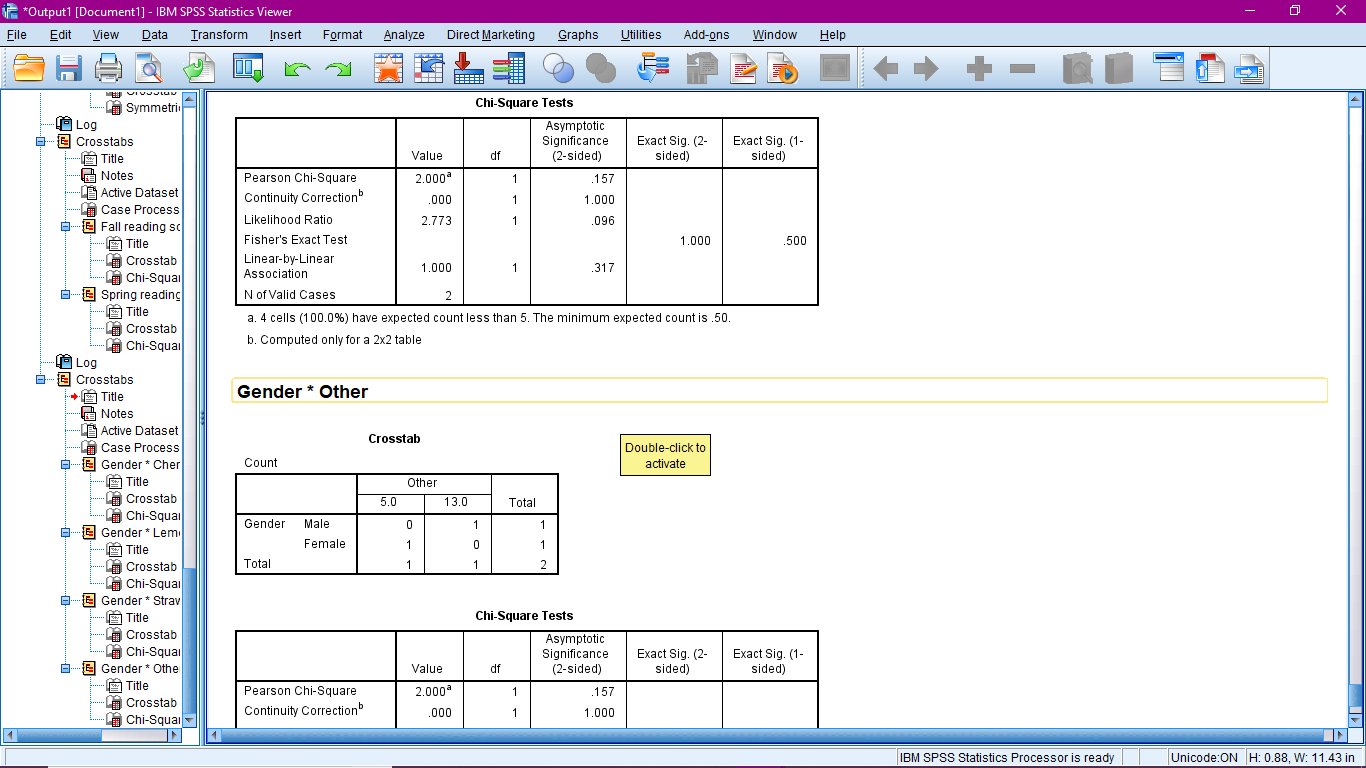 *Output1 [Document1] - IBM SPSS Statistics Viewer
File Edit View Data Transform Insert Format Analyze Direct Marketing Graphs Utilities Add-ons Window Help
Symmetri
Log
Crosstabs
Title
Notes
Active Dataset
Case Process
Fall reading sc
Title
Crosstab
Chi-Squar
Spring reading
Title
Crosstab
Chi-Squar
Log
Crosstabs
Title
Notes
Active Dataset
Case Process
Gender * Cher
Title
Crosstab
Chi-Squar
Gender * Lemo
Title
Crosstab
Chi-Squar
Gender * Straw
Title
Crosstab
Chi-Squar
Gender * Othe
Title
Crosstab
Chi-Squar
Chi-Square Tests
Value df Asymptotic Significance (2-sided) Exact Sig. (2-sided) Exact Sig. (1-sided)
Pearson Chi-Square 2.000a 1 .157
Continuity Correctionb .000 1 1.000
Likelihood Ratio 2.773 1 .096
Fisher's Exact Test 1.000 .500
Linear-by-Linear Association 1.000 1 .317
N of Valid Cases 2
a. 4 cells (100.0%) have expected count less than 5. The minimum expected count is .50.
b. Computed only for a 2x2 table
Gender * Other
Crosstab
Count
Other
5.0 13.0 Total
Gender Male 0 1 1
Female 1 0 1
Total 1 1 2
Double-click to
activate
Chi-Square Tests
Value df Asymptotic Significance (2-sided) Exact Sig. (2-sided) Exact Sig. (1-sided)
Pearson Chi-Square 2.000a 1 .157
Continuity Correctionb .000 1 1.000
IBM SPSS Statistics Processor is ready Unicode:ON H: 0.88, W: 11.43 in